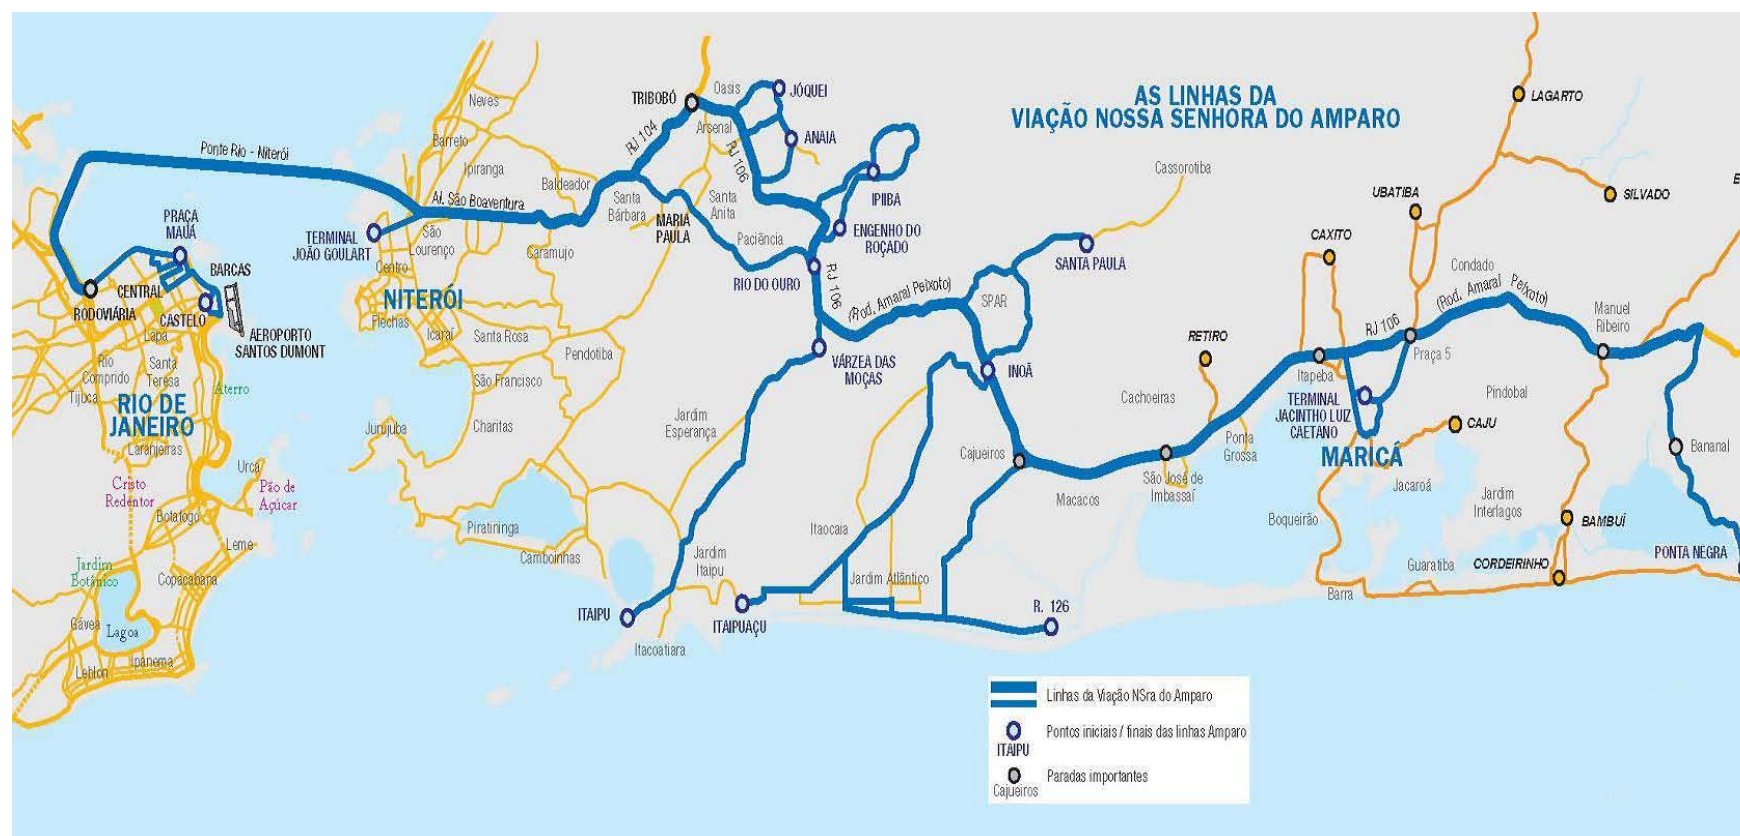 AS LINHAS DA
VIAÇÃO NOSSA SENHORA DO AMPARO
Neves
Barreto
Ipiranga
Baldeador
Ponte Rio - Niterói
Al. São Boaventura
RJ 104
TRIBOBÓ
Oasis
JÓQUEI
Arsenal
RJ 106
ANAIA
IPIIBA
ENGENHO DO
ROÇADO
Santa
Bárbara
MARIA
PAULA
Santa
Anita
Paciência
RIO DO OURO
RJ 106
(Rod. Amaral Peixoto)
SPAR
SANTA PAULA
Cassorotiba
LAGARTO
SILVADO
UBATIBA
CAXITO
E
Condado
(Rod. Amaral Peixoto)
RJ 106
Manuel
Ribeiro
Praça 5
Itapeba
RETIRO
Pindobal
TERMINAL
JACINTHO LUIZ
CAETANO
MARICÁ
CAJU
Bananal
Cachoeiras
Ponta
Grossa
São José de
Imbassaí
Macacos
Cajueiros
INOÃ
VÁRZEA DAS
MOÇAS
PRAÇA
MAUÁ
BARCAS
CENTRAL
RODOVIÁRIA
CASTELO
AEROPORTO
SANTOS DUMONT
TERMINAL
JOÃO GOULART
São
Lourenço
Centro
Caramujo
NITERÓI
Flechas
Icaraí
Santa Rosa
Pendotiba
São Francisco
Charitas
Jurujuba
Jardim
Esperança
Lapa
Rio
Comprido
Santa
Teresa
Tijuca
Aterro
RIO DE
JANEIRO
Laranjeiras
Urca
Cristo
Redentor
Pão de
Açúcar
Botafogo
Leme
Jardim
Botânico
Copacabana
Gávea
Lagoa
Ipanema
Leblon
Piratininga
Camboinhas
Jardim
Itaipu
ITAIPU
Itacoatiara
ITAIPUAÇU
Itaocaia
Jardim Atlântico
R. 126
Boqueirão
Jacaroá
Jardim
Interlagos
BAMBUÍ
Guaratiba
CORDEIRINHO
Barra
PONTA NEGRA
Linhas da Viação NSra do Amparo
Pontos iniciais / finais das linhas Amparo
ITAIPU
Paradas importantes
Cajueiros